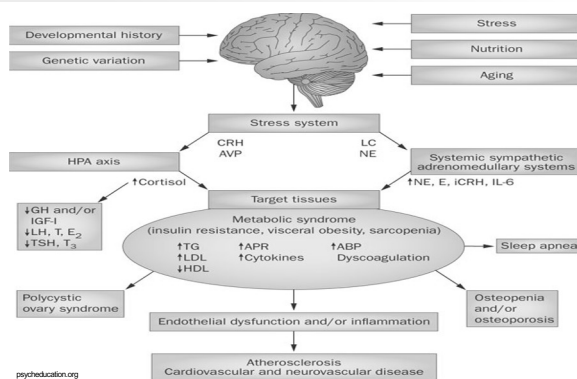 Developmental history
Genetic variation
Stress
Nutrition
Aging
Stress system
CRH
AVP
LC
NE
HPA axis
Systemic sympathetic
adrenomedullary systems
↑Cortisol
↑NE, E, iCRH, IL-6
↓GH and/or
IGF-I
↓LH, T, E₂
↓TSH, T₃
Target tissues
Metabolic syndrome
(insulin resistance, visceral obesity, sarcopenia)
↑TG ↑APR ↑ABP
↑LDL ↑Cytokines Dyscoagulation
↓HDL
Sleep apnea
Polycystic
ovary syndrome
Osteopenia
and/or
osteoporosis
Endothelial dysfunction and/or inflammation
Atherosclerosis
Cardiovascular and neurovascular disease
psycheducation.org